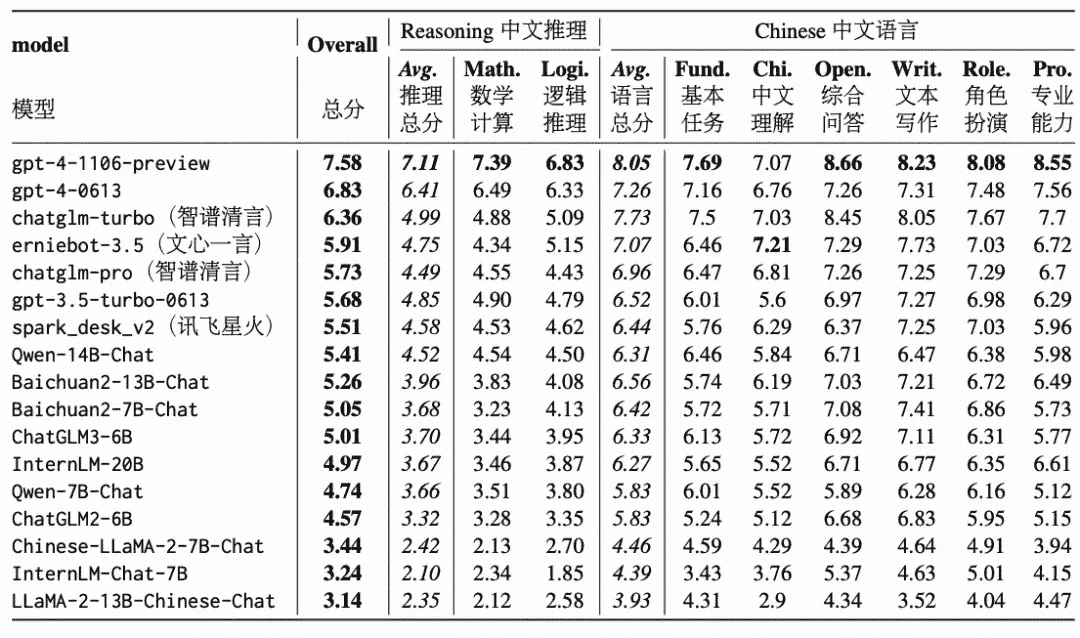 model Overall Reasoning 中文推理 Chinese 中文语言
Avg. Math. Logi. Avg. Fund. Chi. Open. Writ. Role. Pro.
模型 总分 推理 数学 逻辑 语言 基本 中文 综合 文本 角色 专业
总分 计算 推理 总分 任务 理解 问答 写作 扮演 能力
gpt-4-1106-preview 7.58 7.11 7.39 6.83 8.05 7.69 7.07 8.66 8.23 8.08 8.55
gpt-4-0613 6.83 6.41 6.49 6.33 7.26 7.16 6.76 7.26 7.31 7.48 7.56
chatglm-turbo（智谱清言） 6.36 4.99 4.88 5.09 7.73 7.5 7.03 8.45 8.05 7.67 7.7
erniebot-3.5（文心一言） 5.91 4.75 4.34 5.15 7.07 6.46 7.21 7.29 7.73 7.03 6.72
chatglm-pro（智谱清言） 5.73 4.49 4.55 4.43 6.96 6.47 6.81 7.26 7.25 7.29 6.7
gpt-3.5-turbo-0613 5.68 4.85 4.90 4.79 6.52 6.01 5.6 6.97 7.27 6.98 6.29
spark_desk_v2（讯飞星火） 5.51 4.58 4.53 4.62 6.44 5.76 6.29 6.37 7.25 7.03 5.96
Qwen-14B-Chat 5.41 4.52 4.54 4.50 6.31 6.46 5.84 6.71 6.47 6.38 5.98
Baichuan2-13B-Chat 5.26 3.96 3.83 4.08 6.56 5.74 6.19 7.03 7.21 6.72 6.49
Baichuan2-7B-Chat 5.05 3.68 3.23 4.13 6.42 5.72 5.71 7.08 7.41 6.86 5.73
ChatGLM3-6B 5.01 3.70 3.44 3.95 6.33 6.13 5.72 6.92 7.11 6.31 5.77
InternLM-20B 4.97 3.67 3.46 3.87 6.27 5.65 5.52 6.71 6.77 6.35 6.61
Qwen-7B-Chat 4.74 3.66 3.51 3.80 5.83 6.01 5.52 5.89 6.28 6.16 5.12
ChatGLM2-6B 4.57 3.32 3.28 3.35 5.83 5.24 5.12 6.68 6.83 5.95 5.15
Chinese-LLaMA-2-7B-Chat 3.44 2.42 2.13 2.70 4.46 4.59 4.29 4.39 4.64 4.91 3.94
InternLM-Chat-7B 3.24 2.10 2.34 1.85 4.39 3.43 3.76 5.37 4.63 5.01 4.15
LLaMA-2-13B-Chinese-Chat 3.14 2.35 2.12 2.58 3.93 4.31 2.9 4.34 3.52 4.04 4.47